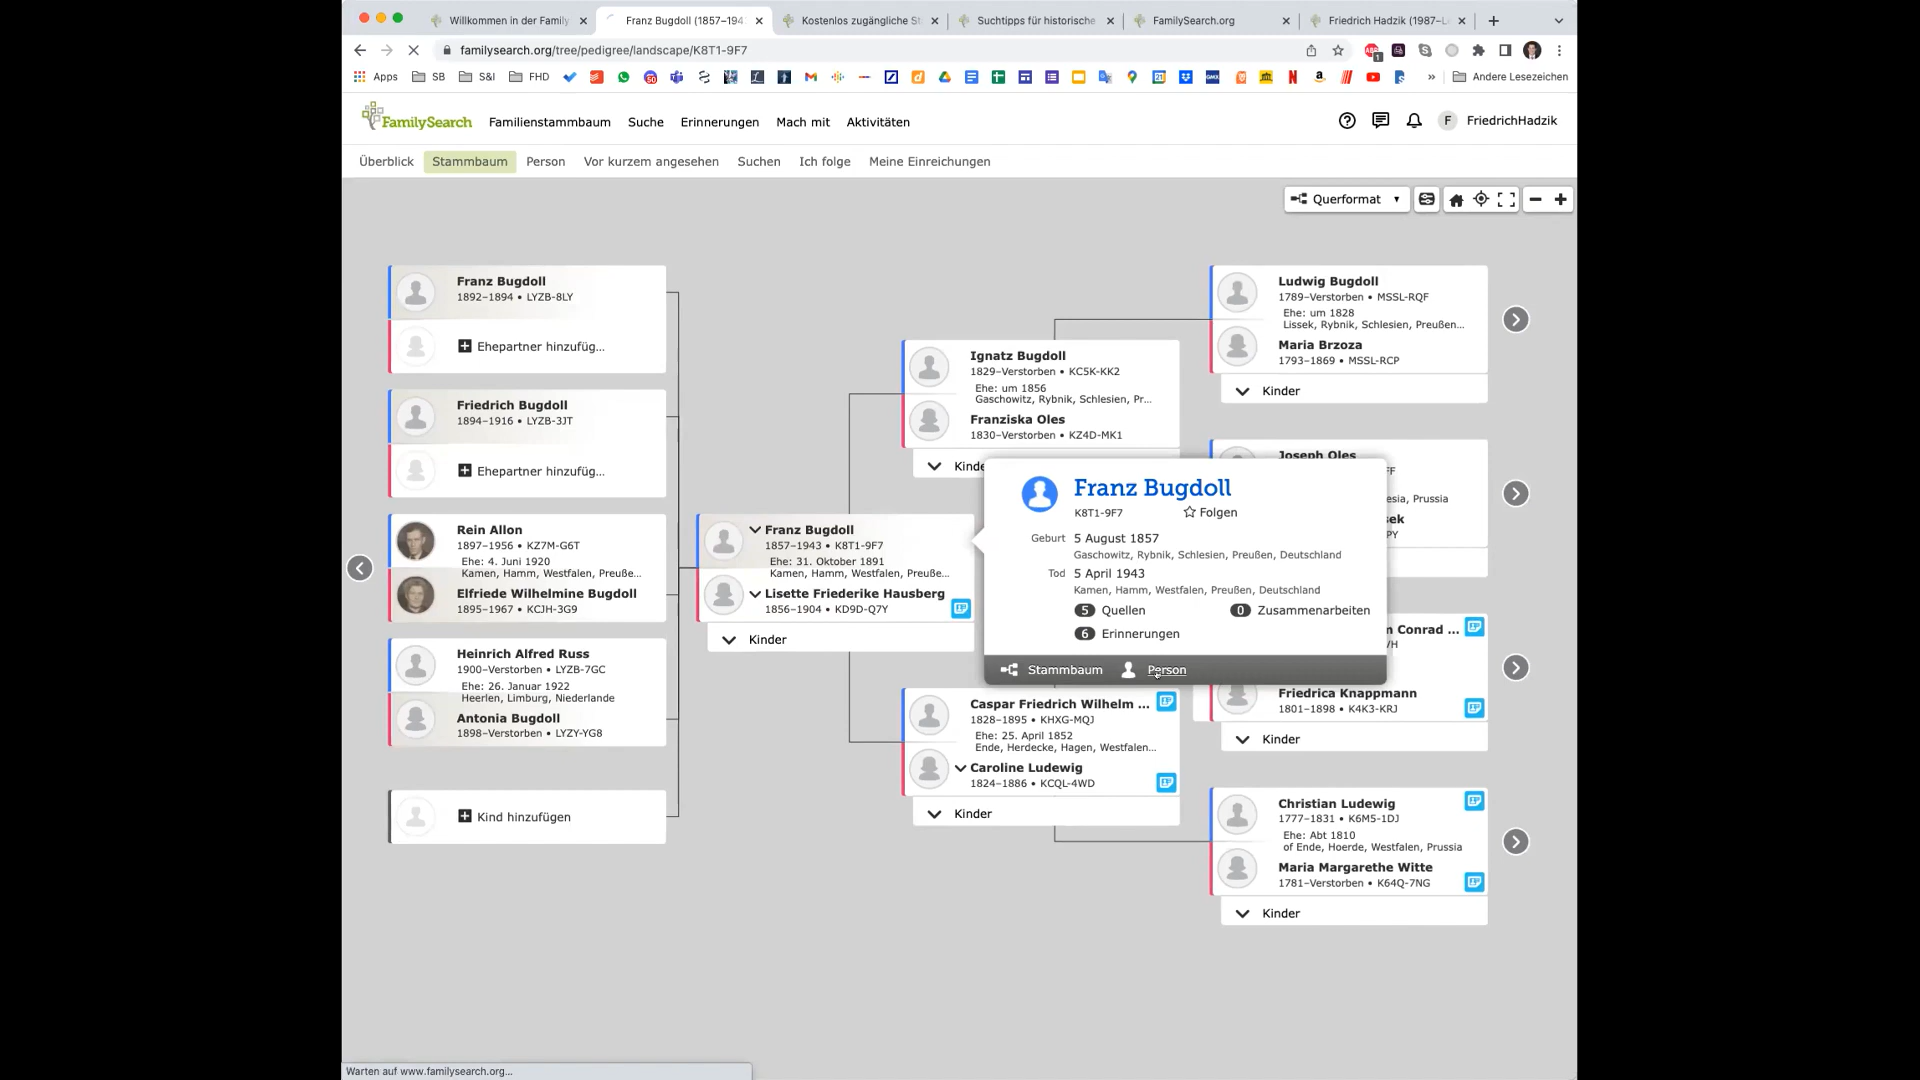 Willkommen in der Family
Franz Bugdoll (1857–194
Kostenlos zugängliche St
Suchtipps für historische
FamilySearch.org
Friedrich Hadzik (1987–L
familysearch.org/tree/pedigree/landscape/K8T1-9F7
Apps
SB
S&I
FHD
Andere Lesezeichen
FamilySearch
Familienstammbaum
Suche
Erinnerungen
Mach mit
Aktivitäten
F
FriedrichHadzik
Überblick
Stammbaum
Person
Vor kurzem angesehen
Suchen
Ich folge
Meine Einreichungen
Querformat
Franz Bugdoll
1892–1894 • LYZB-8LY
Ehepartner hinzufüg...
Friedrich Bugdoll
1894–1916 • LYZB-3JT
Ehepartner hinzufüg...
Rein Allon
1897–1956 • KZ7M-G6T
Ehe: 4. Juni 1920
Kamen, Hamm, Westfalen, Preuße...
Elfriede Wilhelmine Bugdoll
1895–1967 • KCJH-3G9
Heinrich Alfred Russ
1900–Verstorben • LYZB-7GC
Ehe: 26. Januar 1922
Heerlen, Limburg, Niederlande
Antonia Bugdoll
1898–Verstorben • LYZY-YG8
Kind hinzufügen
Franz Bugdoll
1857–1943 • K8T1-9F7
Ehe: 31. Oktober 1891
Kamen, Hamm, Westfalen, Preuße...
Lisette Friederike Hausberg
1856–1904 • KD9D-Q7Y
Kinder
Ignatz Bugdoll
1829–Verstorben • KC5K-KK2
Ehe: um 1856
Gaschowitz, Rybnik, Schlesien, Pr...
Franziska Oles
1830–Verstorben • KZ4D-MK1
Kinde
Franz Bugdoll
K8T1-9F7
Folgen
Geburt 5 August 1857
Gaschowitz, Rybnik, Schlesien, Preußen, Deutschland
Tod 5 April 1943
Kamen, Hamm, Westfalen, Preußen, Deutschland
5 Quellen
0 Zusammenarbeiten
6 Erinnerungen
Stammbaum
Person
Caspar Friedrich Wilhelm ...
1828–1895 • KHXG-MQJ
Ehe: 25. April 1852
Ende, Herdecke, Hagen, Westfalen...
Caroline Ludewig
1824–1886 • KCQL-4WD
Kinder
Ludwig Bugdoll
1789–Verstorben • MSSL-RQF
Ehe: um 1828
Lissek, Rybnik, Schlesien, Preußen...
Maria Brzoza
1793–1869 • MSSL-RCP
Kinder
Joseph Oles
FF
esia, Prussia
sek
PY
m Conrad ...
VH
Friedrica Knappmann
1801–1898 • K4K3-KRJ
Kinder
Christian Ludewig
1777–1831 • K6M5-1DJ
Ehe: Abt 1810
of Ende, Hoerde, Westfalen, Prussia
Maria Margarethe Witte
1781–Verstorben • K64Q-7NG
Kinder
Warten auf www.familysearch.org...